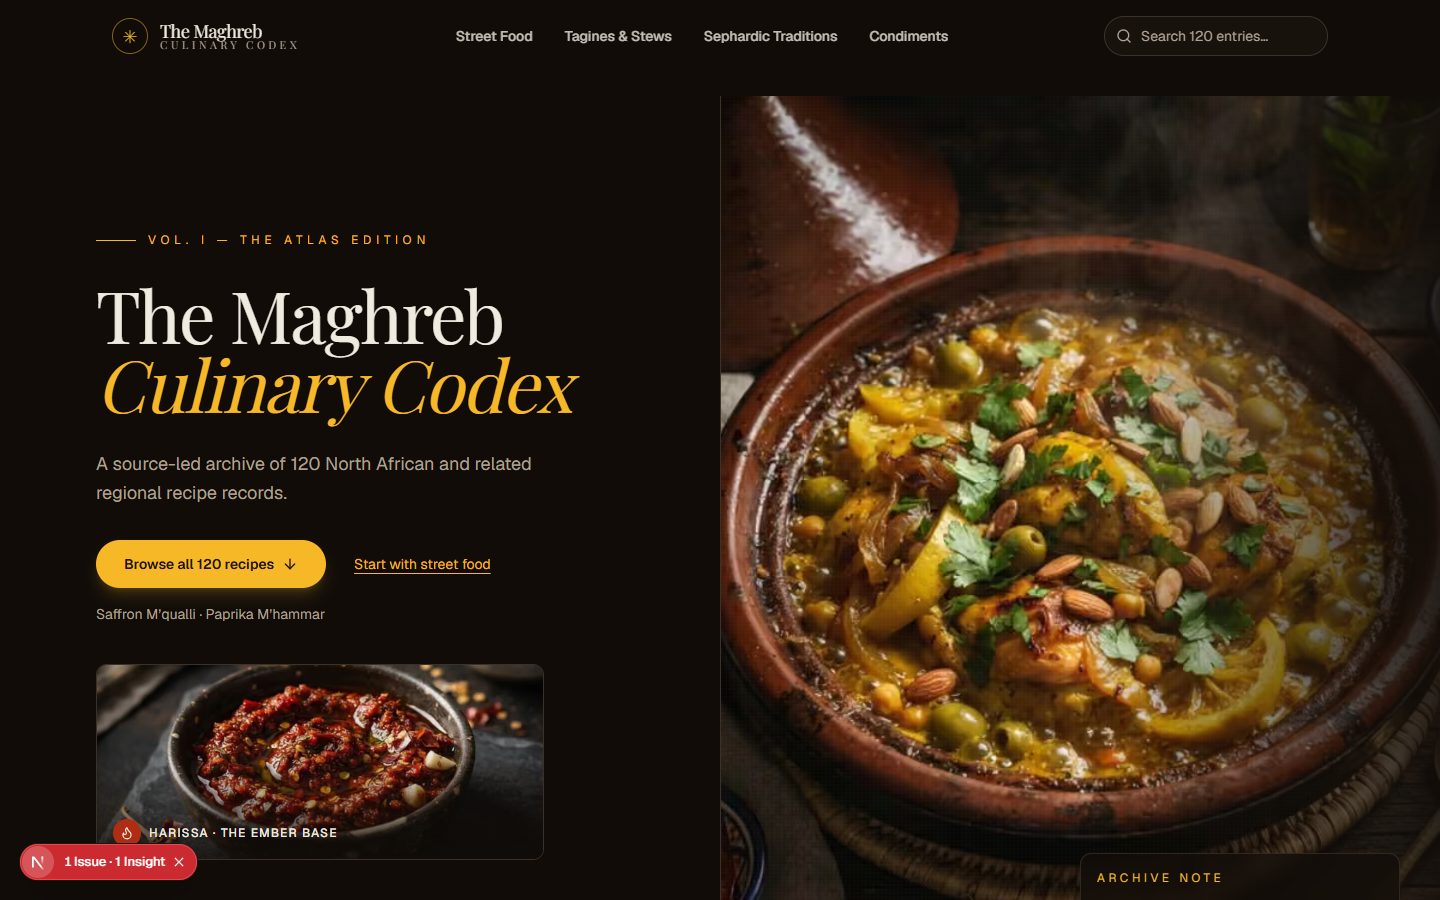 The Maghreb
CULINARY CODEX
Street Food
Tagines & Stews
Sephardic Traditions
Condiments
Search 120 entries…
VOL. I — THE ATLAS EDITION
The Maghreb
Culinary Codex
A source-led archive of 120 North African and related
regional recipe records.
Browse all 120 recipes ↓
Start with street food
Saffron M'qualli · Paprika M'hammar
HARISSA · THE EMBER BASE
N
1 Issue · 1 Insight
ARCHIVE NOTE